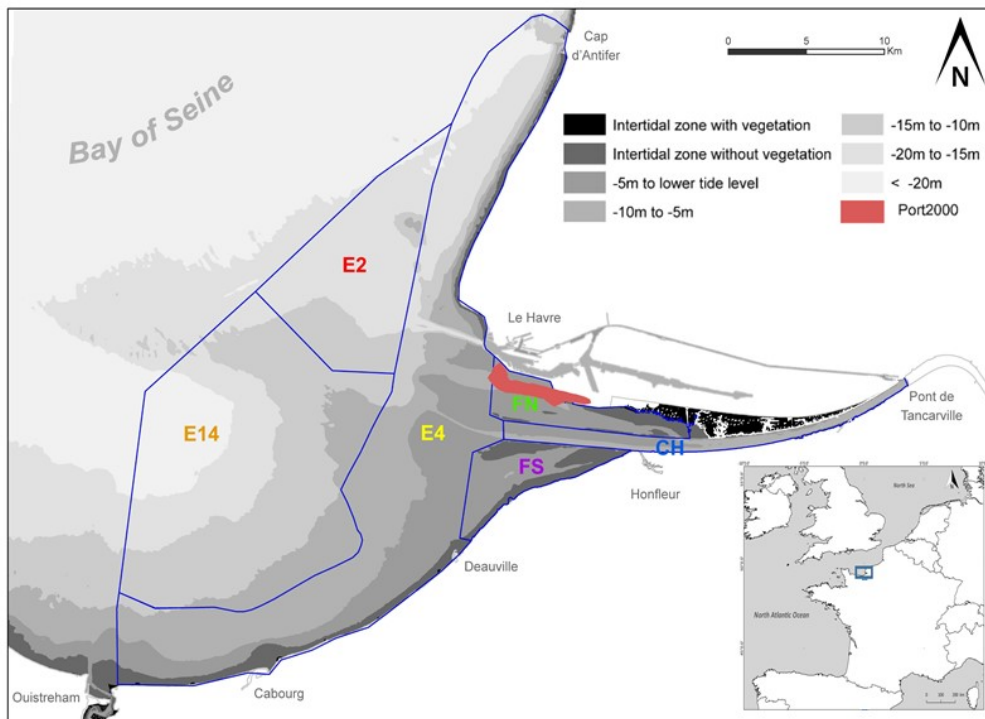 Cap
d'Antifer
0 5 10
Km
N
Bay of Seine
Intertidal zone with vegetation
Intertidal zone without vegetation
-5m to lower tide level
-10m to -5m
-15m to -10m
-20m to -15m
< -20m
Port2000
E2
Le Havre
Pont de
Tancarville
FN
E14
E4
CH
FS
Honfleur
Deauville
Cabourg
Ouistreham
North Sea
North Atlantic Ocean